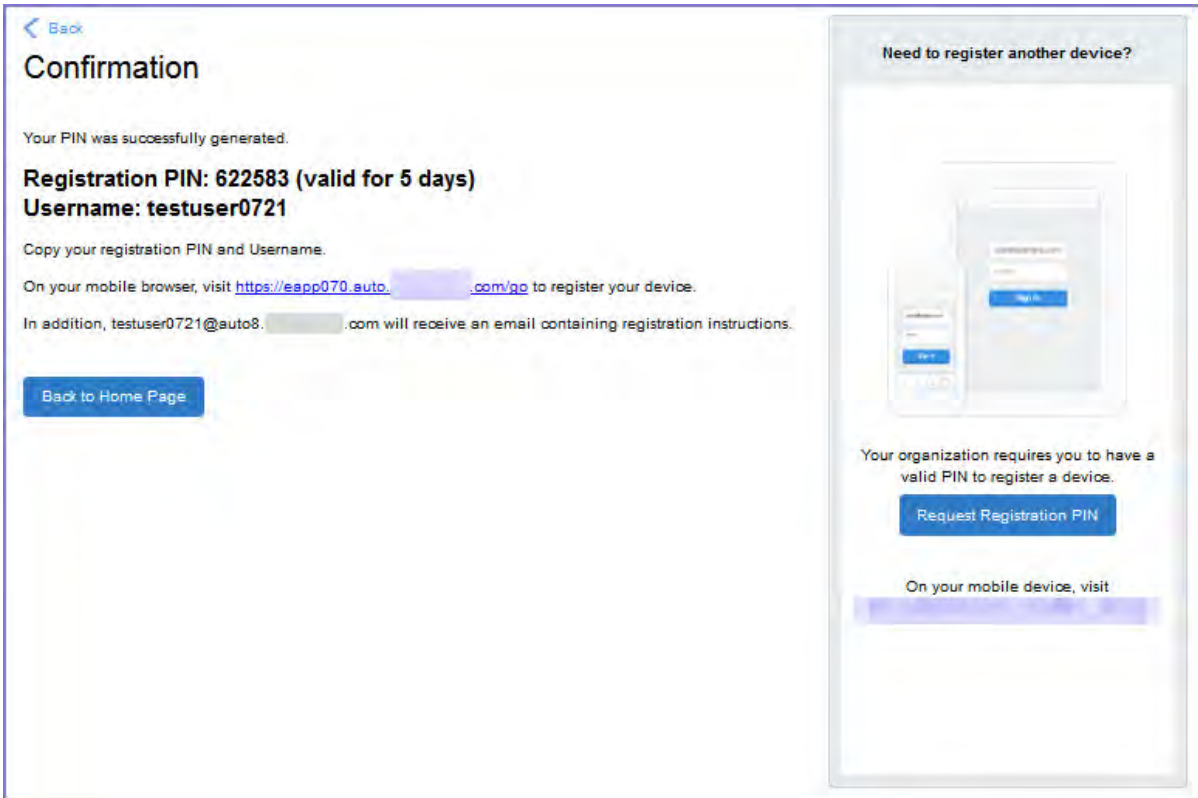 Back
Confirmation
Your PIN was successfully generated.
Registration PIN: 622583 (valid for 5 days)
Username: testuser0721
Copy your registration PIN and Username.
On your mobile browser, visit https://eapp070.auto. .com/go to register your device.
In addition, testuser0721@auto8. .com will receive an email containing registration instructions.
Back to Home Page
Need to register another device?
Your organization requires you to have a
valid PIN to register a device.
Request Registration PIN
On your mobile device, visit